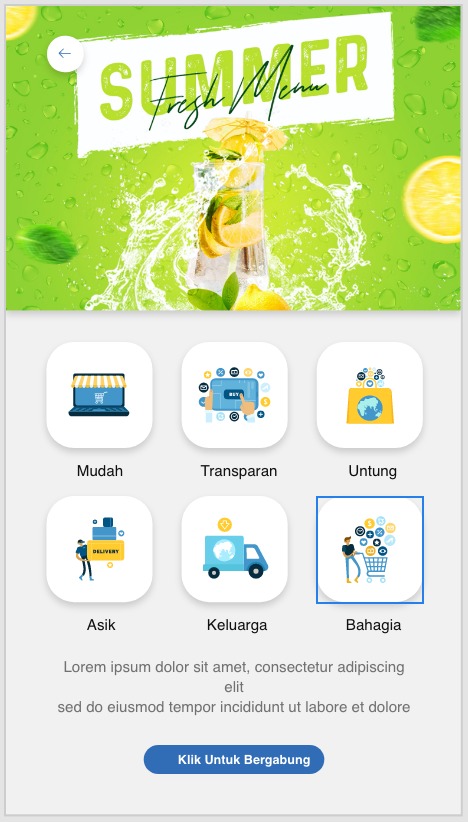 SUMMER
Fresh Menu
BUY
Mudah
Transparan
Untung
DELIVERY
Asik
Keluarga
Bahagia
Lorem ipsum dolor sit amet, consectetur adipiscing
elit
sed do eiusmod tempor incididunt ut labore et dolore
Klik Untuk Bergabung